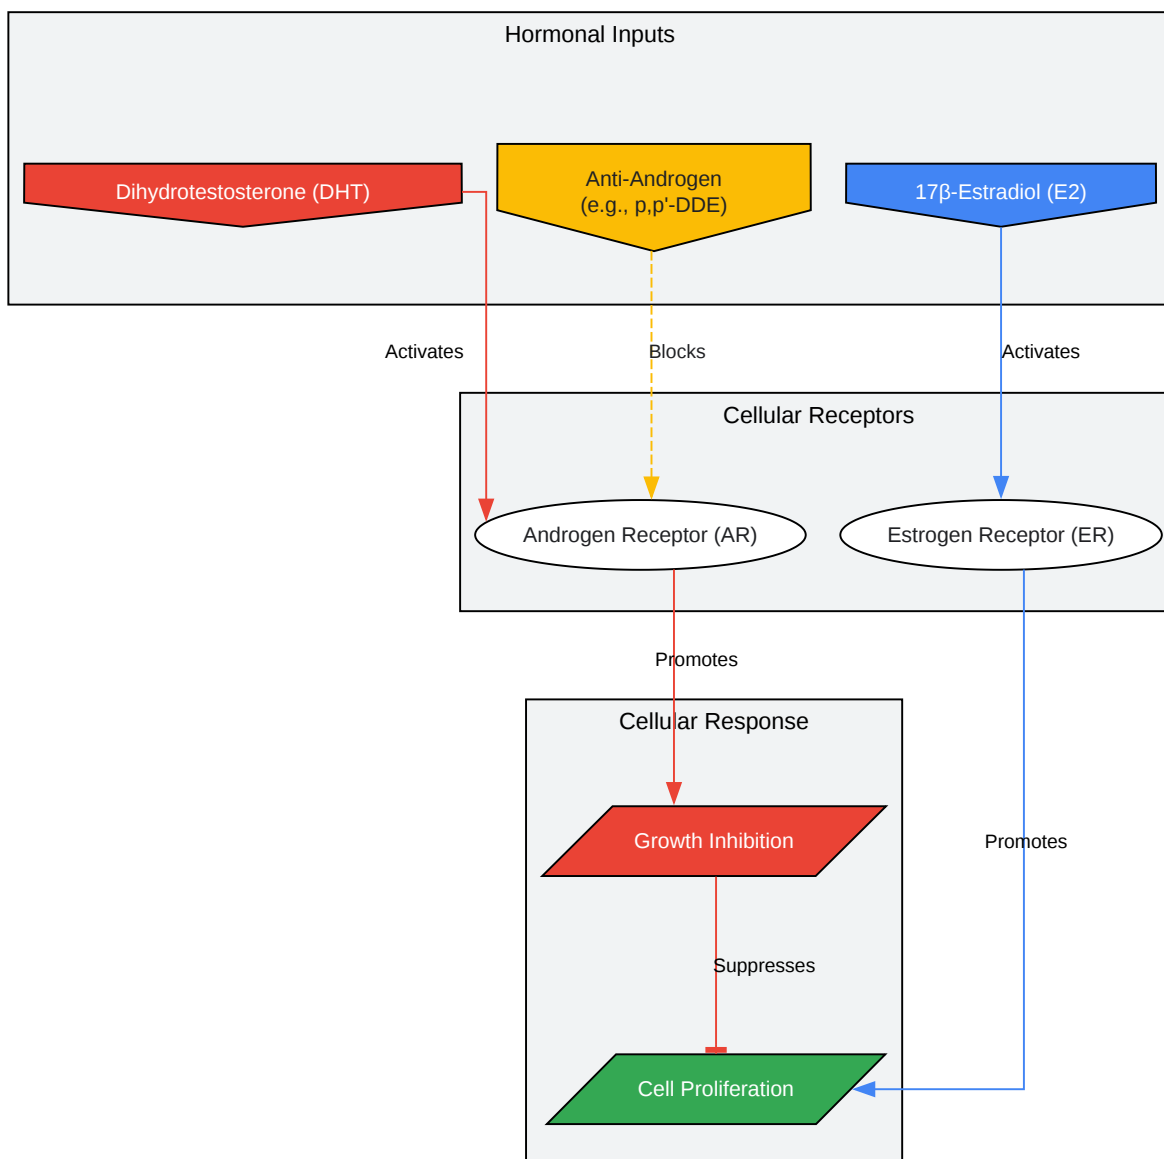 Hormonal Inputs
Dihydrotestosterone (DHT)
Anti-Androgen
(e.g., p,p'-DDE)
17β-Estradiol (E2)
Activates
Blocks
Activates
Cellular Receptors
Androgen Receptor (AR)
Estrogen Receptor (ER)
Promotes
Cellular Response
Growth Inhibition
Promotes
Suppresses
Cell Proliferation